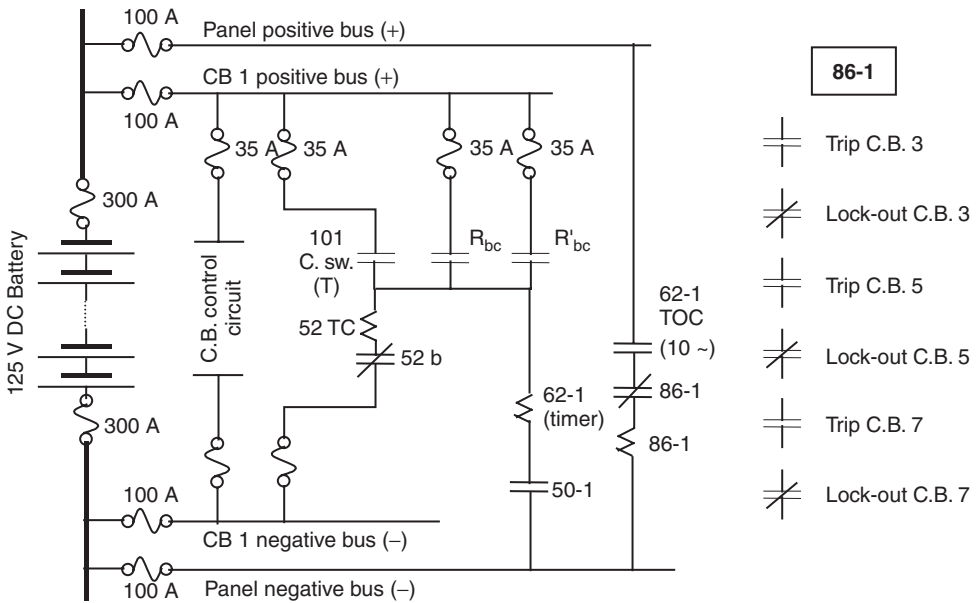 100 A
Panel positive bus (+)
CB 1 positive bus (+)
100 A
86-1
35 A
35 A
35 A
35 A
Trip C.B. 3
300 A
125 V DC Battery
Lock-out C.B. 3
101
C. sw.
(T)
Rbc
R'bc
Trip C.B. 5
C.B. control
circuit
52 TC
52 b
62-1
TOC
(10 ~)
Lock-out C.B. 5
86-1
62-1
(timer)
300 A
Trip C.B. 7
86-1
50-1
Lock-out C.B. 7
100 A
CB 1 negative bus (−)
100 A
Panel negative bus (−)